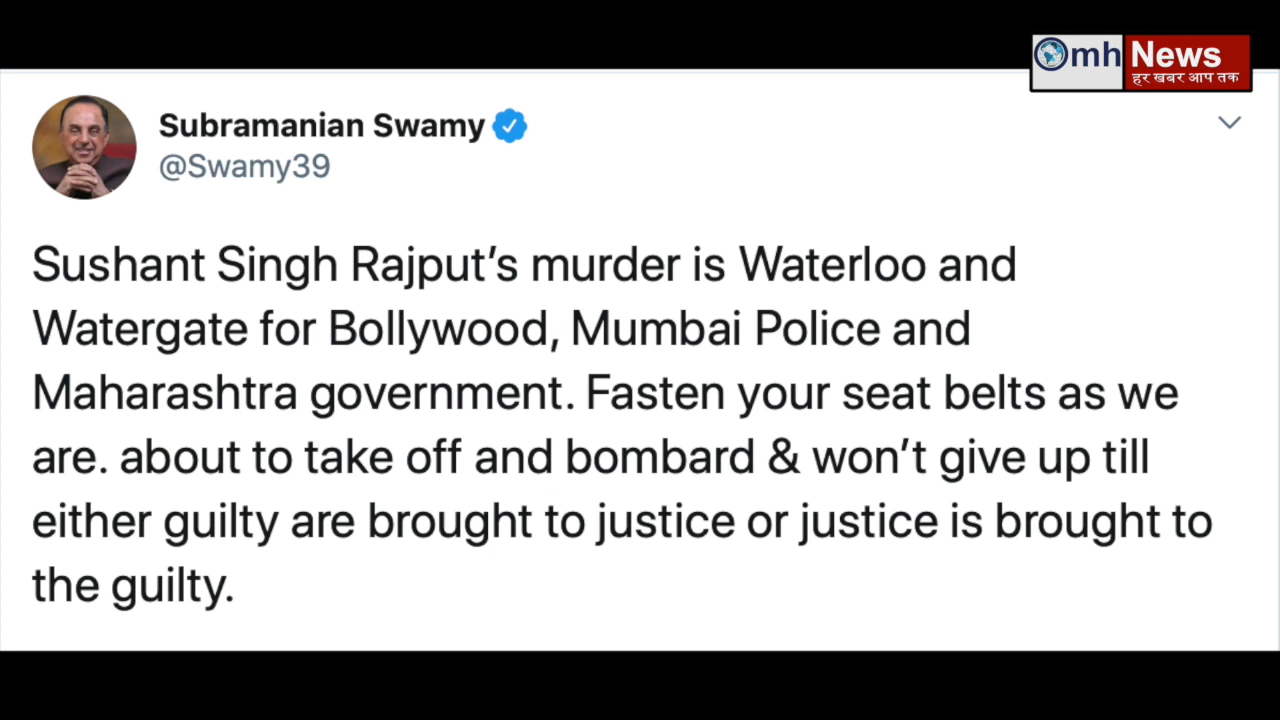 Omh News
हर खबर आप तक
Subramanian Swamy
@Swamy39
Sushant Singh Rajput’s murder is Waterloo and
Watergate for Bollywood, Mumbai Police and
Maharashtra government. Fasten your seat belts as we
are. about to take off and bombard & won’t give up till
either guilty are brought to justice or justice is brought to
the guilty.